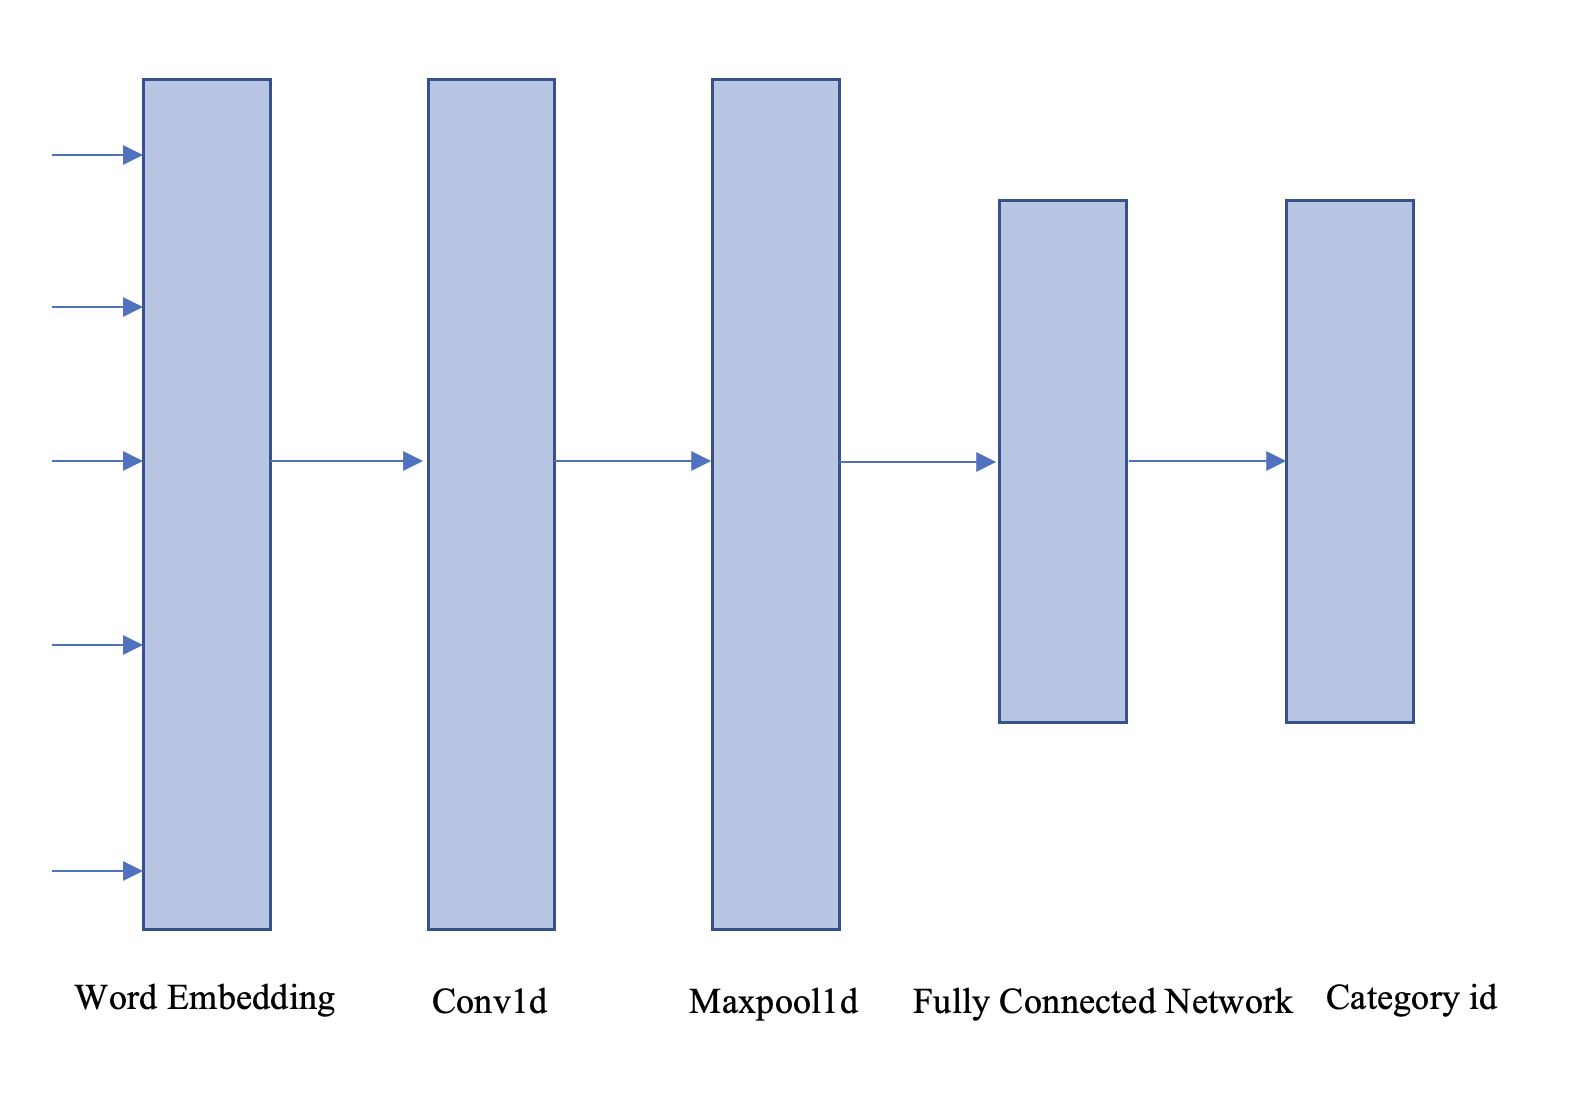 Word Embedding
Conv1d
Maxpool1d
Fully Connected Network
Category id